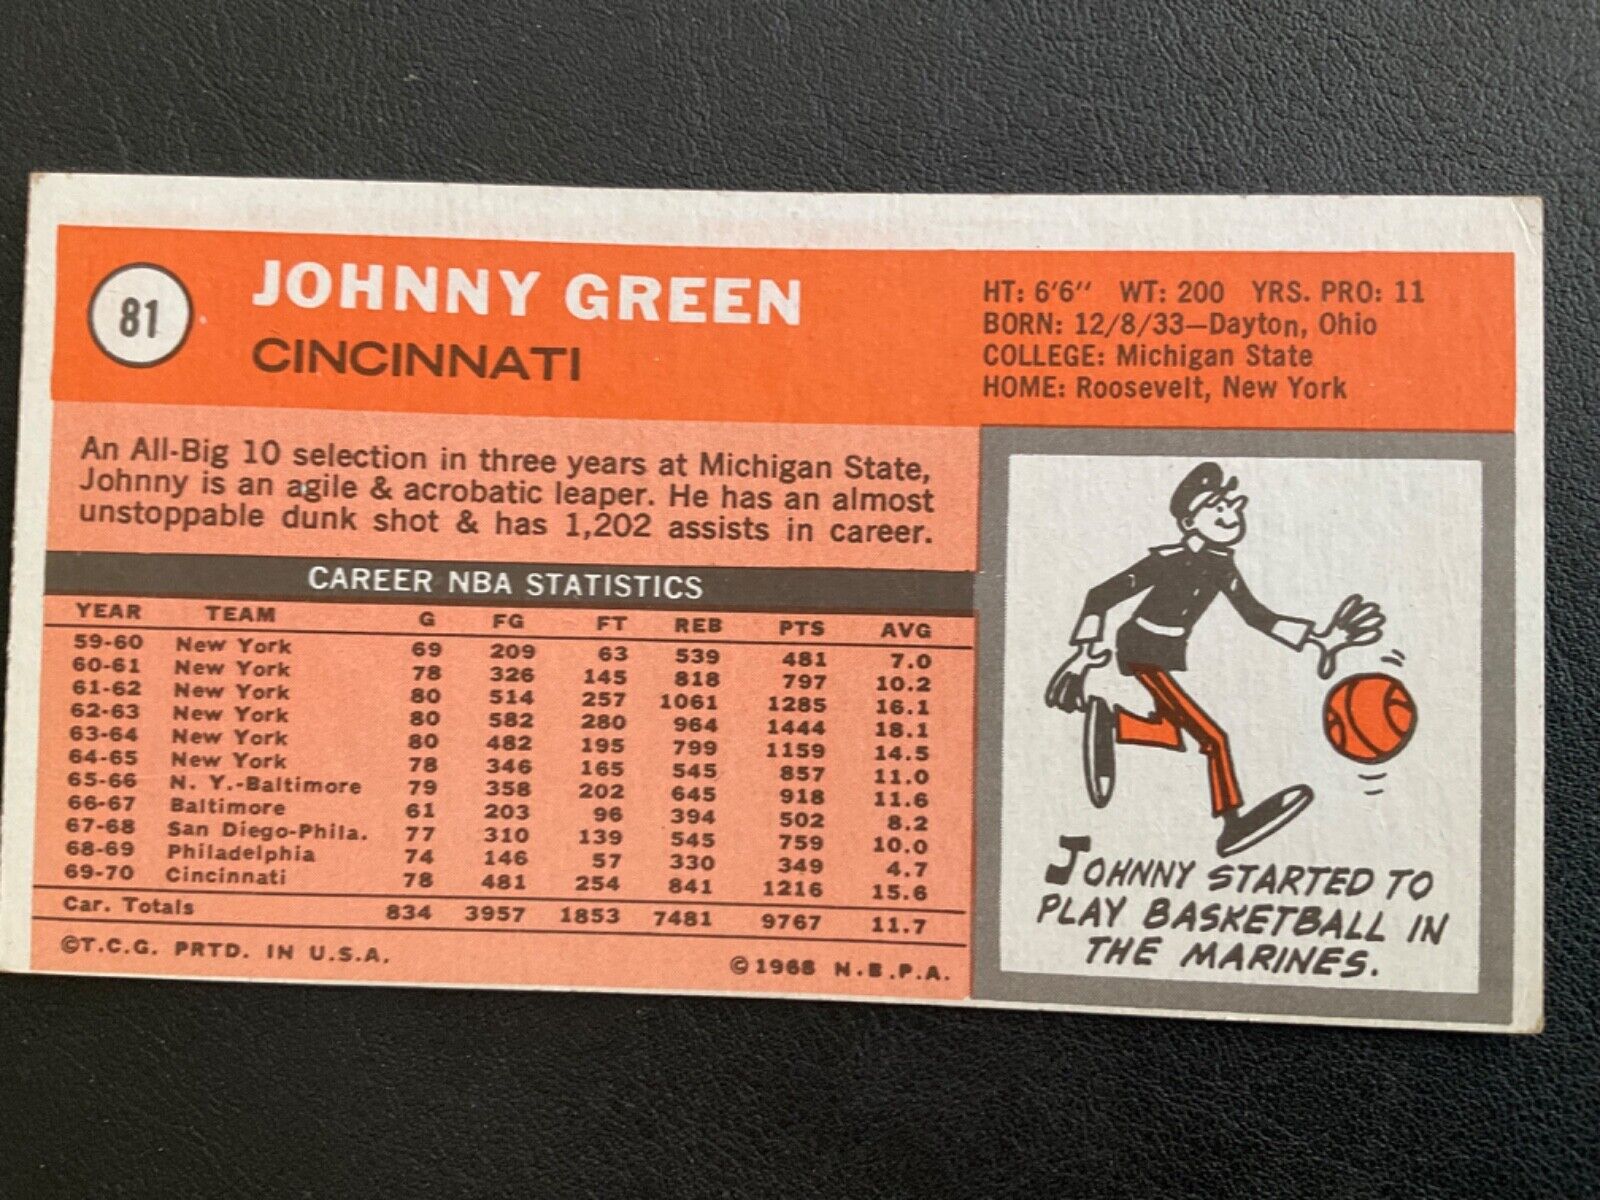 81
JOHNNY GREEN
CINCINNATI
HT: 6'6" WT: 200 YRS. PRO: 11
BORN: 12/8/33—Dayton, Ohio
COLLEGE: Michigan State
HOME: Roosevelt, New York
An All-Big 10 selection in three years at Michigan State,
Johnny is an agile & acrobatic leaper. He has an almost
unstoppable dunk shot & has 1,202 assists in career.
CAREER NBA STATISTICS
YEAR TEAM G FG FT REB PTS AVG
59-60 New York 69 209 63 539 481 7.0
60-61 New York 78 326 145 818 797 10.2
61-62 New York 80 514 257 1061 1285 16.1
62-63 New York 80 582 280 964 1444 18.1
63-64 New York 80 482 195 799 1159 14.5
64-65 New York 78 346 165 545 857 11.0
65-66 N. Y.-Baltimore 79 358 202 645 918 11.6
66-67 Baltimore 61 203 96 394 502 8.2
67-68 San Diego-Phila. 77 310 139 545 759 10.0
68-69 Philadelphia 74 146 57 330 349 4.7
69-70 Cincinnati 78 481 254 841 1216 15.6
Car. Totals 834 3957 1853 7481 9767 11.7
©T.C.G. PRTD. IN U.S.A. ©1968 N.B.P.A.
JOHNNY STARTED TO
PLAY BASKETBALL IN
THE MARINES.